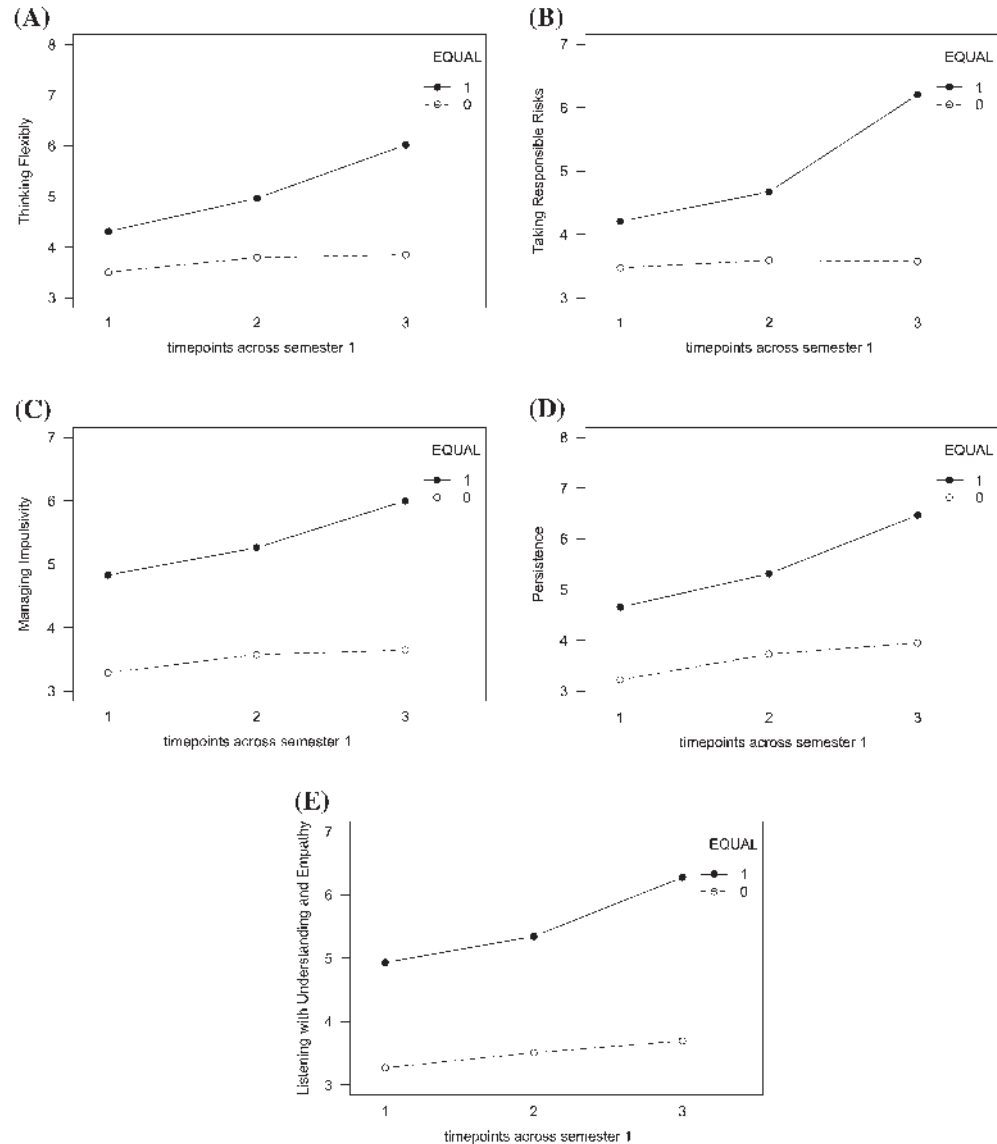 (A)
8
7
6
5
4
3
Thinking Flexibly
EQUAL
1
0
1 2 3
timepoints across semester 1
(B)
7
6
5
4
3
Taking Responsible Risks
EQUAL
1
0
1 2 3
timepoints across semester 1
(C)
7
6
5
4
3
Managing Impulsivity
EQUAL
1
0
1 2 3
timepoints across semester 1
(D)
8
7
6
5
4
3
Persistence
EQUAL
1
0
1 2 3
timepoints across semester 1
(E)
7
6
5
4
3
Listening with Understanding and Empathy
EQUAL
1
0
1 2 3
timepoints across semester 1